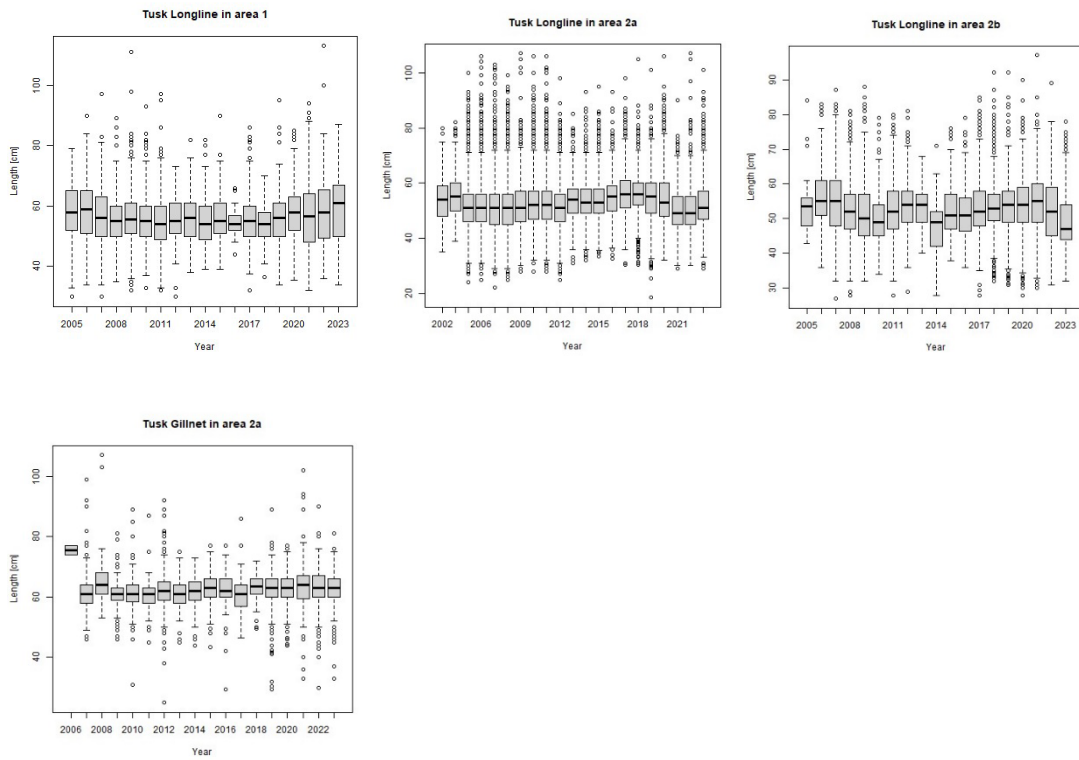 Tusk Longline in area 1
Length [cm]
100
80
60
40
2005 2008 2011 2014 2017 2020 2023
Year
Tusk Longline in area 2a
Length [cm]
100
80
60
40
20
2002 2006 2009 2012 2015 2018 2021
Year
Tusk Longline in area 2b
Length [cm]
90
80
70
60
50
40
30
2005 2008 2011 2014 2017 2020 2023
Year
Tusk Gillnet in area 2a
Length [cm]
100
80
60
40
2006 2008 2010 2012 2014 2016 2018 2020 2022
Year